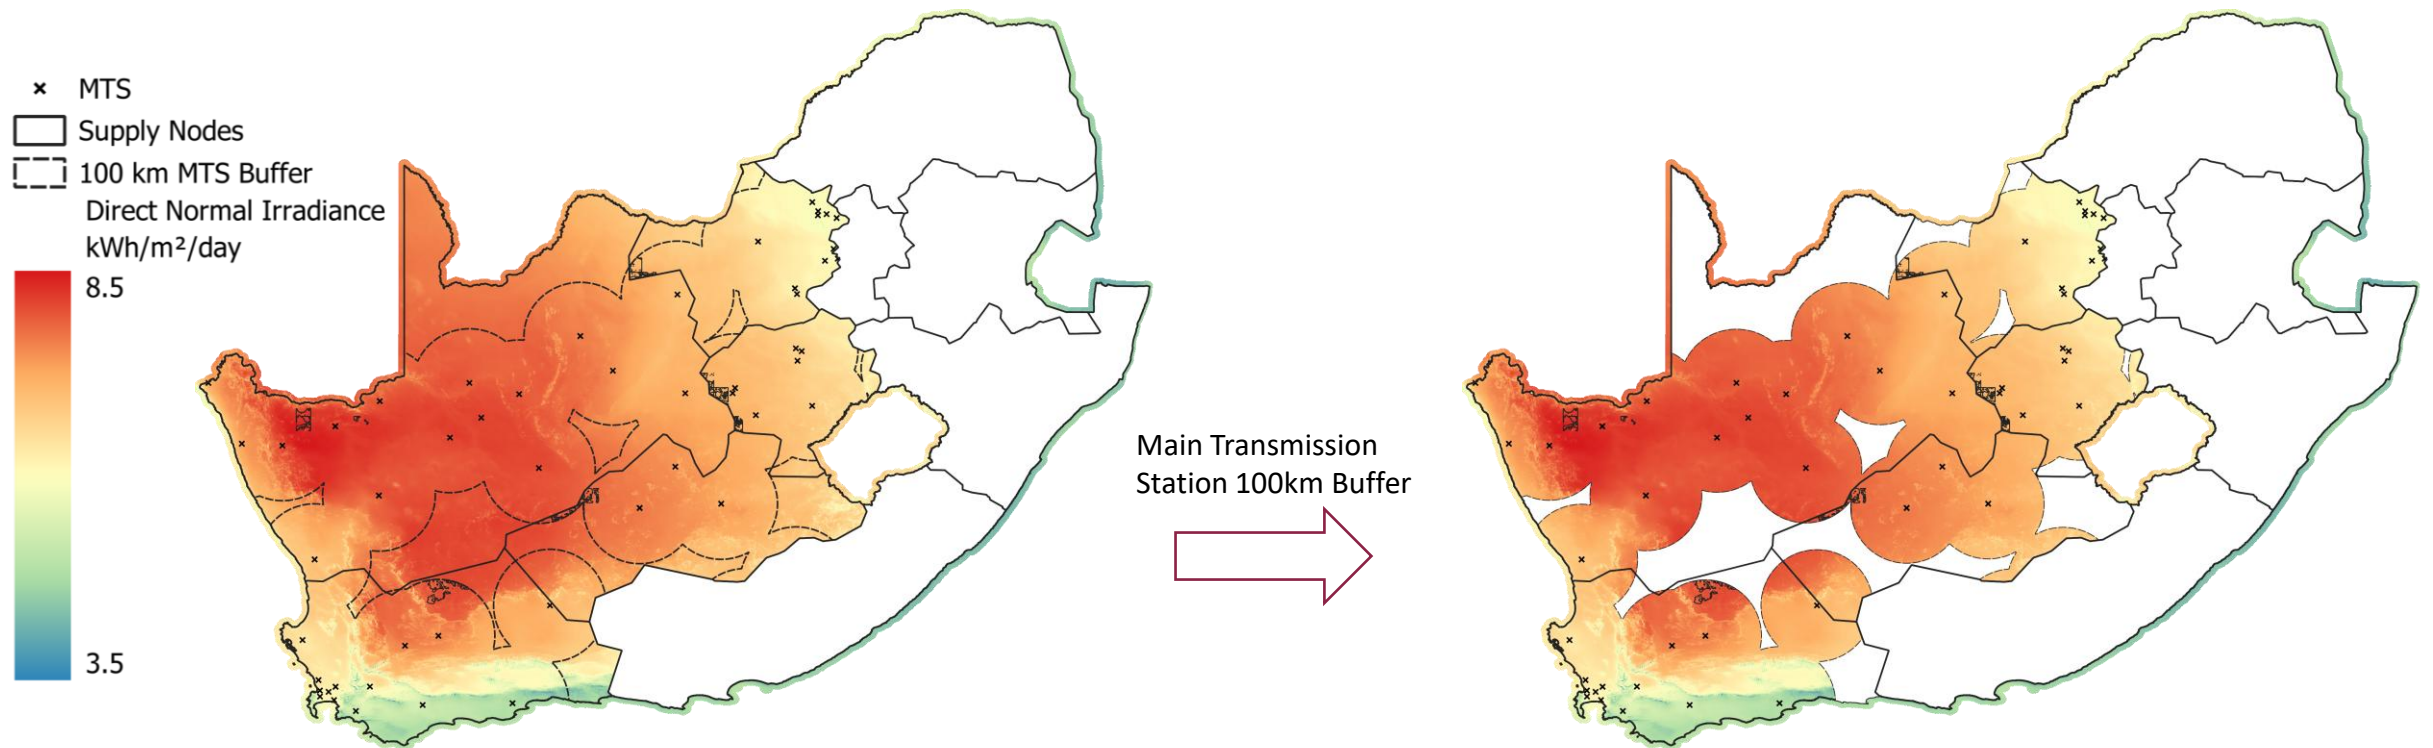 MTS
Supply Nodes
100 km MTS Buffer
Direct Normal Irradiance
kWh/m²/day
8.5
3.5
Main Transmission
Station 100km Buffer